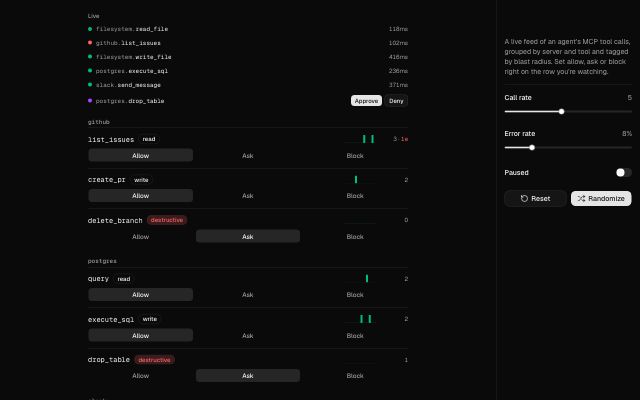 Live
filesystem.read_file 118ms
github.list_issues 102ms
filesystem.write_file 416ms
postgres.execute_sql 236ms
slack.send_message 371ms
postgres.drop_table Approve Deny
github
list_issues read 3·1e
Allow Ask Block
create_pr write 2
Allow Ask Block
delete_branch destructive 0
Allow Ask Block
postgres
query read 2
Allow Ask Block
execute_sql write 2
Allow Ask Block
drop_table destructive 1
Allow Ask Block
A live feed of an agent's MCP tool calls,
grouped by server and tool and tagged
by blast radius. Set allow, ask or block
right on the row you're watching.
Call rate 5
Error rate 8%
Paused
Reset Randomize